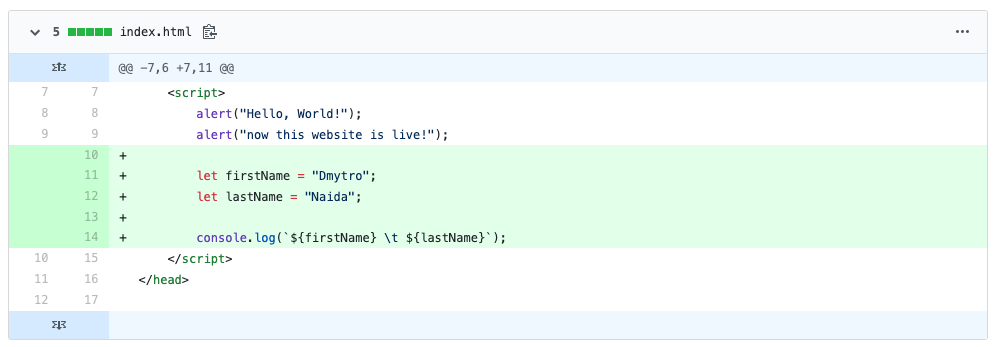 5 index.html
@@ -7,6 +7,11 @@
7 7 <script>
8 8 alert("Hello, World!");
9 9 alert("now this website is live!");
10 +
11 + let firstName = "Dmytro";
12 + let lastName = "Naida";
13 +
14 + console.log(`${firstName} \t ${lastName}`);
10 15 </script>
11 16 </head>
12 17